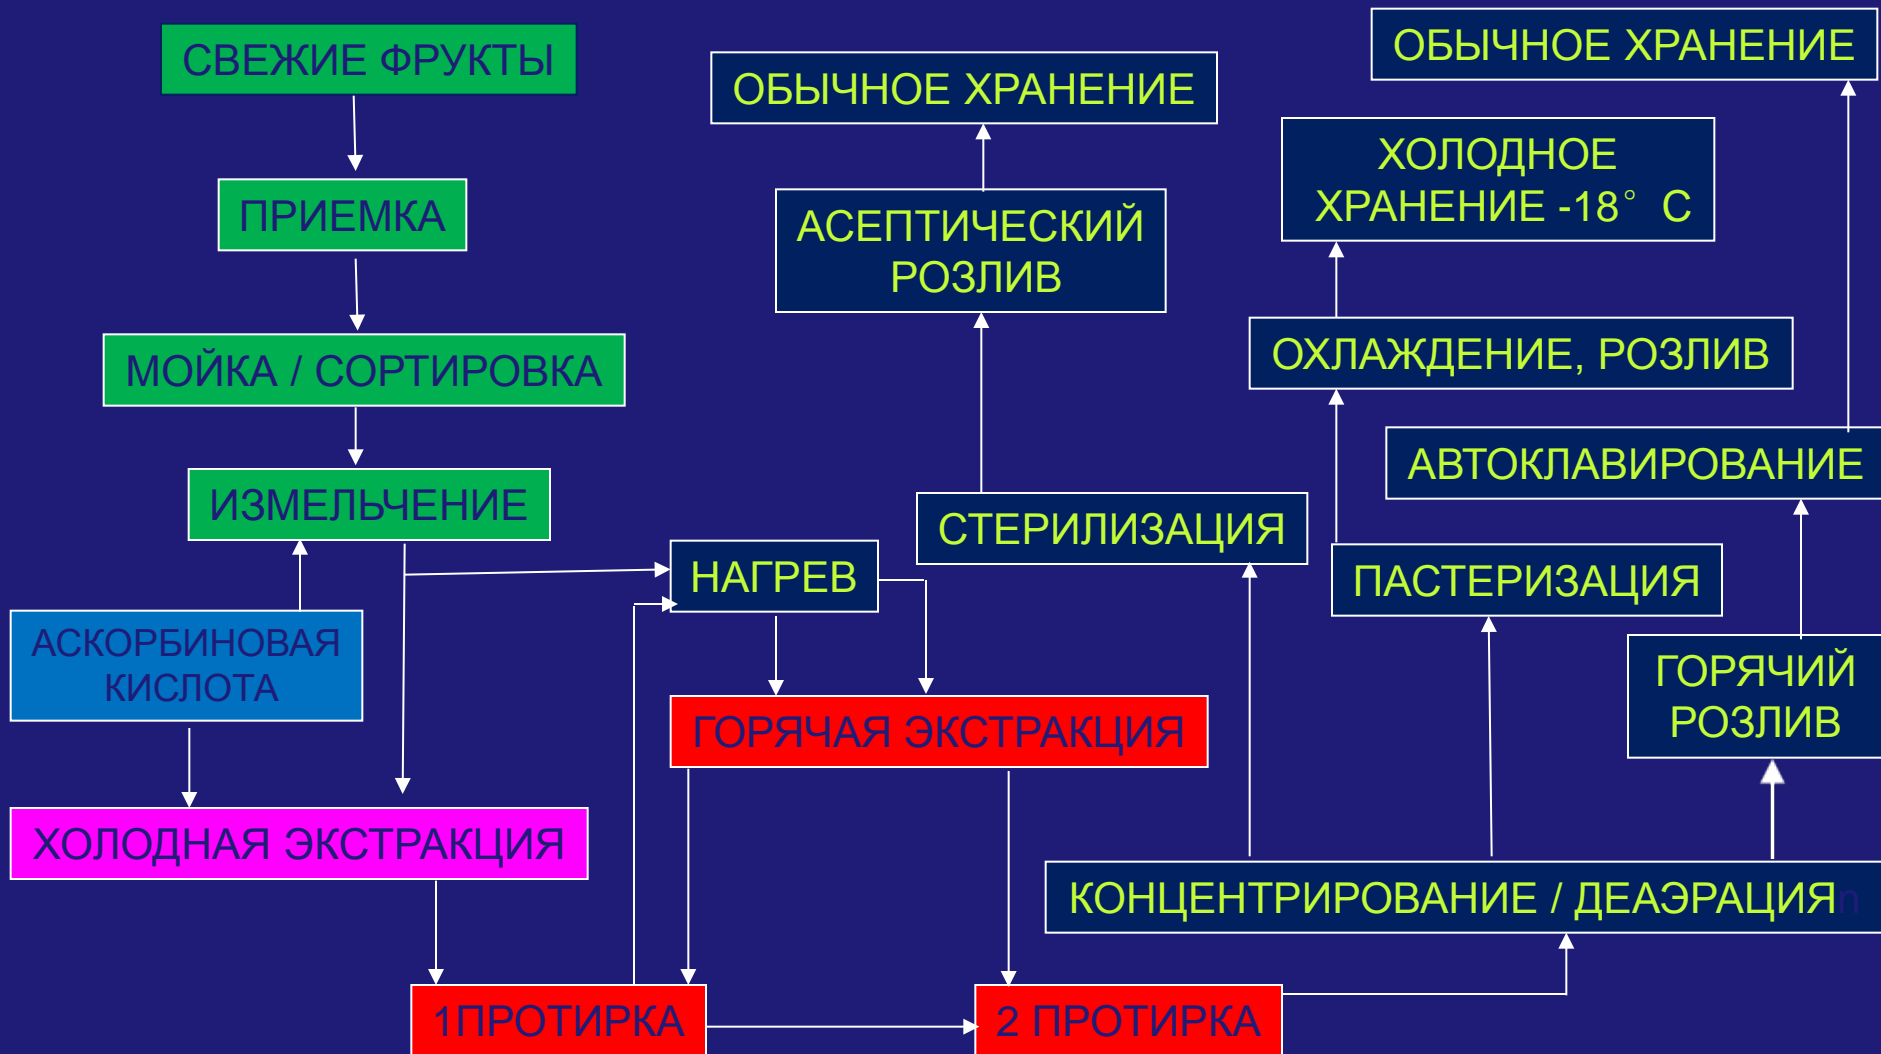 СВЕЖИЕ ФРУКТЫ
ПРИЕМКА
МОЙКА / СОРТИРОВКА
ИЗМЕЛЬЧЕНИЕ
АСКОРБИНОВАЯ
КИСЛОТА
ХОЛОДНАЯ ЭКСТРАКЦИЯ
1ПРОТИРКА
НАГРЕВ
ГОРЯЧАЯ ЭКСТРАКЦИЯ
2 ПРОТИРКА
КОНЦЕНТРИРОВАНИЕ / ДЕАЭРАЦИЯn
СТЕРИЛИЗАЦИЯ
АСЕПТИЧЕСКИЙ
РОЗЛИВ
ОБЫЧНОЕ ХРАНЕНИЕ
ПАСТЕРИЗАЦИЯ
ОХЛАЖДЕНИЕ, РОЗЛИВ
ХОЛОДНОЕ
ХРАНЕНИЕ -18° С
ГОРЯЧИЙ
РОЗЛИВ
АВТОКЛАВИРОВАНИЕ
ОБЫЧНОЕ ХРАНЕНИЕ